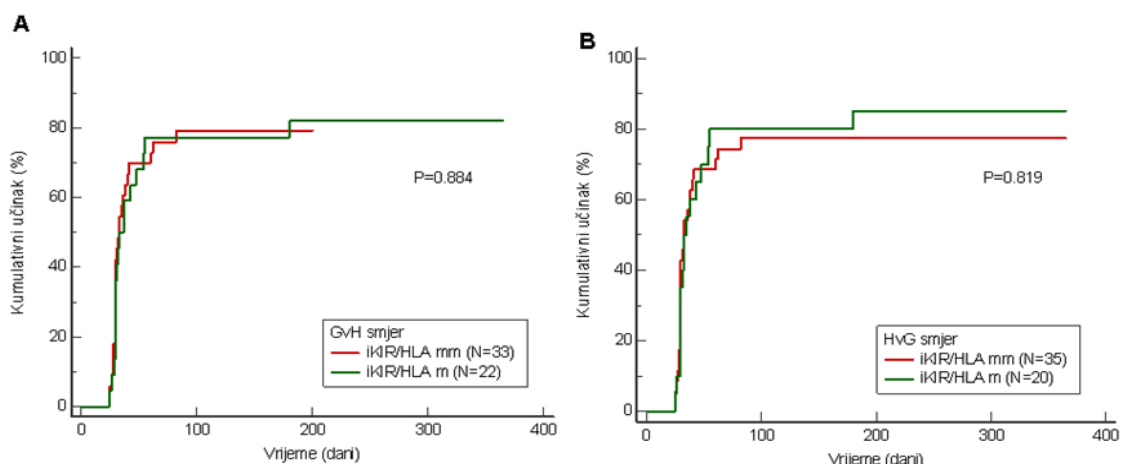 A
Kumulativni učinak (%)
100
80
60
40
20
0
P=0.884
GvH smjer
iKIR/HLA mm (N=33)
iKIR/HLA m (N=22)
0 100 200 300 400
Vrijeme (dani)
B
Kumulativni učinak (%)
100
80
60
40
20
0
P=0.819
HvG smjer
iKIR/HLA mm (N=35)
iKIR/HLA m (N=20)
0 100 200 300 400
Vrijeme (dani)